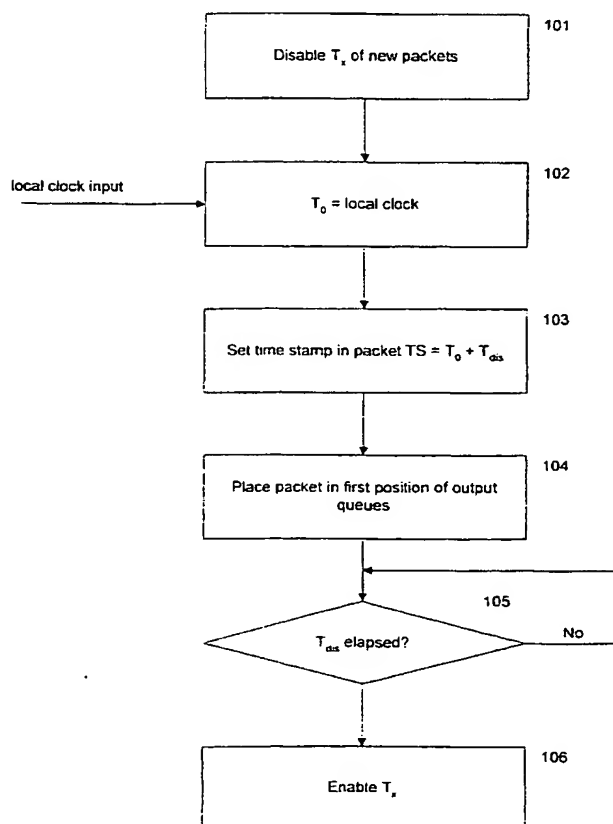 101
Disable Tx of new packets
102
local clock input
T0 = local clock
103
Set time stamp in packet TS = T0 + Tdis
104
Place packet in first position of output
queues
105
Tdis elapsed?
No
106
Enable Tx